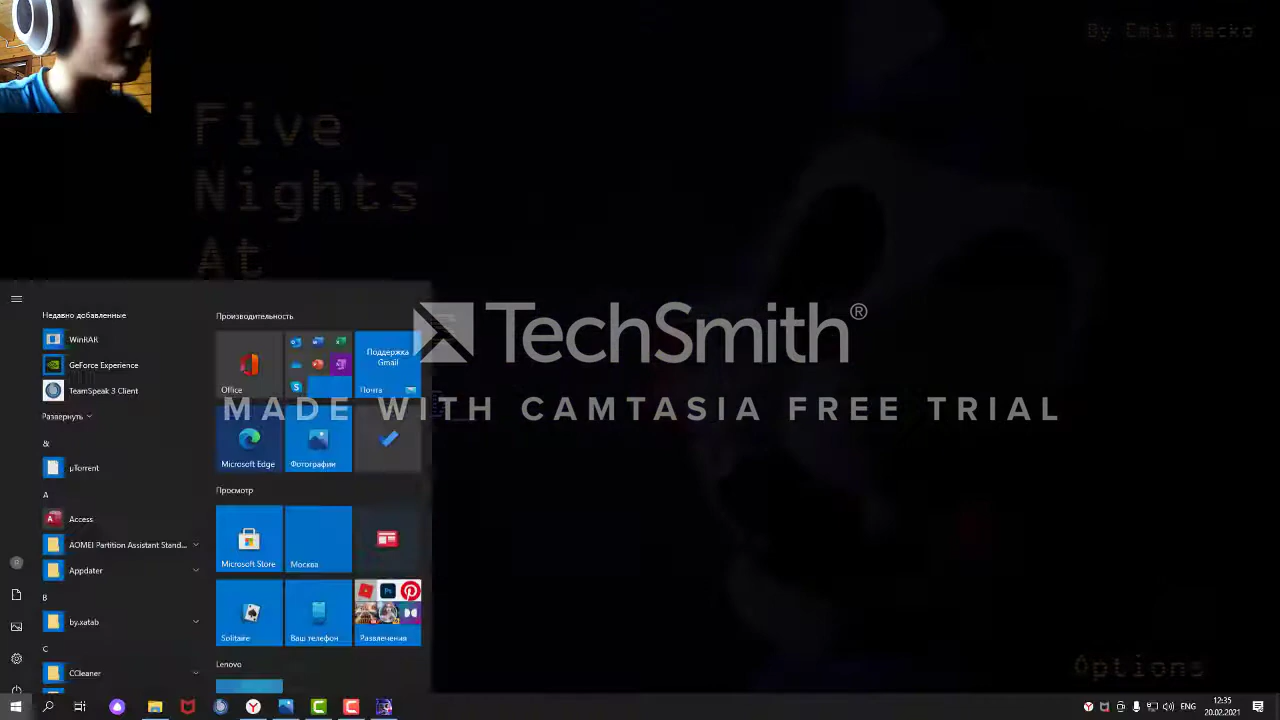 By Emil Macko
Five
Nights
At
TechSmith®
MADE WITH CAMTASIA FREE TRIAL
Недавно добавленные
WinRAR
GeForce Experience
TeamSpeak 3 Client
Развернуть
&
µTorrent
A
Access
AOMEI Partition Assistant Stand...
Appdater
B
by.xatab
C
CCleaner
Производительность
Office
Поддержка
Gmail
Почта
Microsoft Edge
Фотографии
Просмотр
Microsoft Store
Москва
Solitaire
Ваш телефон
Развлечения
Lenovo
Options
ENG
12:35
20.02.2021